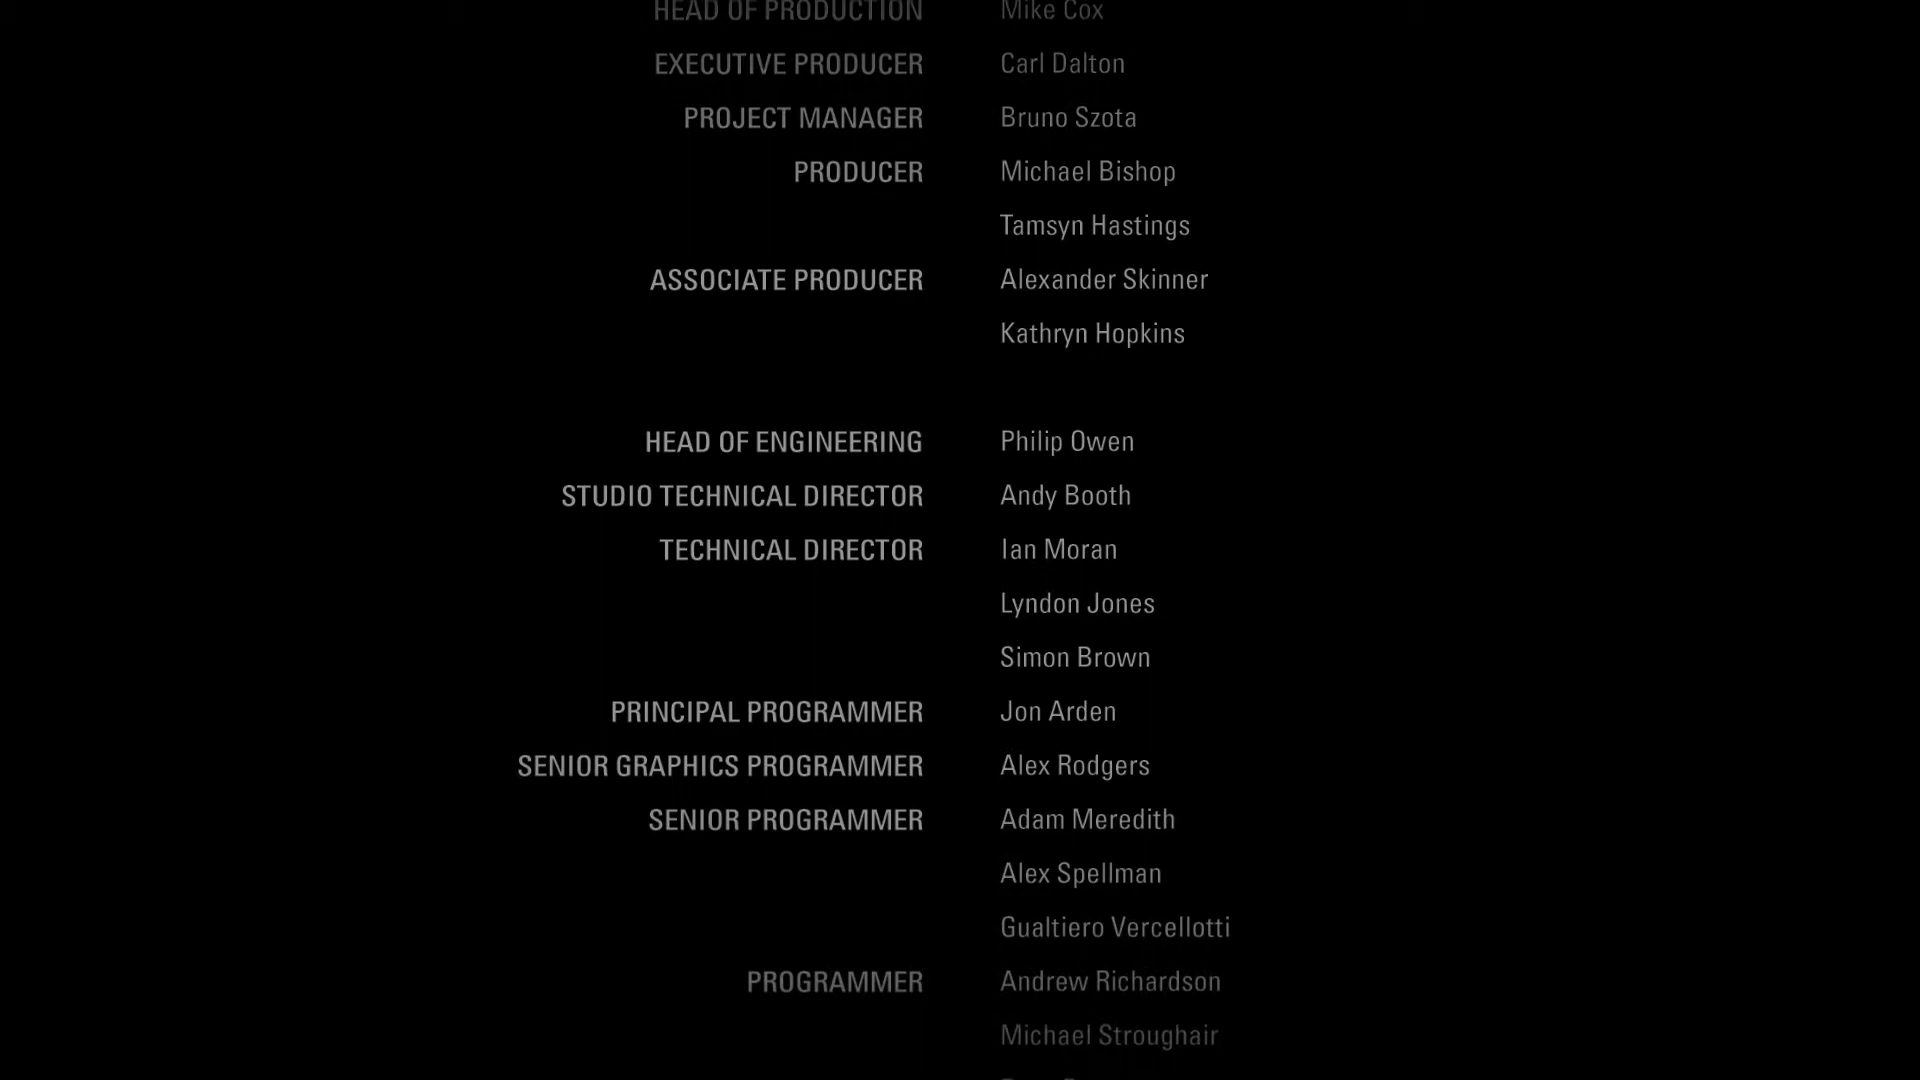 HEAD OF PRODUCTION Mike Cox
EXECUTIVE PRODUCER Carl Dalton
PROJECT MANAGER Bruno Szota
PRODUCER Michael Bishop
Tamsyn Hastings
ASSOCIATE PRODUCER Alexander Skinner
Kathryn Hopkins
HEAD OF ENGINEERING Philip Owen
STUDIO TECHNICAL DIRECTOR Andy Booth
TECHNICAL DIRECTOR Ian Moran
Lyndon Jones
Simon Brown
PRINCIPAL PROGRAMMER Jon Arden
SENIOR GRAPHICS PROGRAMMER Alex Rodgers
SENIOR PROGRAMMER Adam Meredith
Alex Spellman
Gualtiero Vercellotti
PROGRAMMER Andrew Richardson
Michael Stroughair